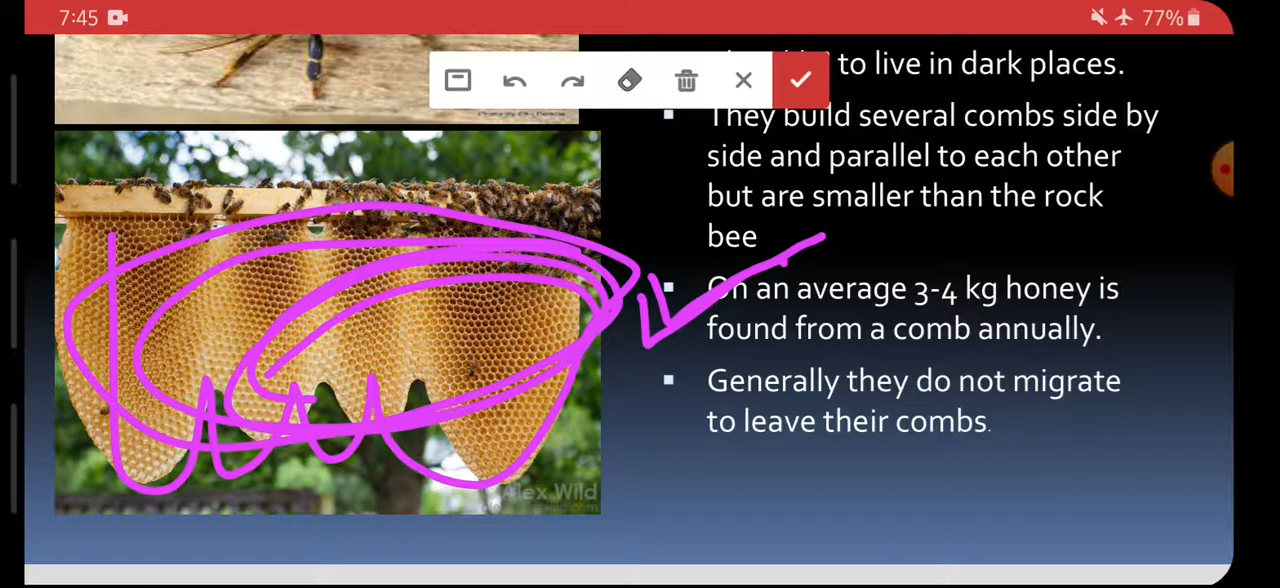 7:45
77%
to live in dark places.
They build several combs side by
side and parallel to each other
but are smaller than the rock
bee
On an average 3-4 kg honey is
found from a comb annually.
Generally they do not migrate
to leave their combs.
Alex Wild